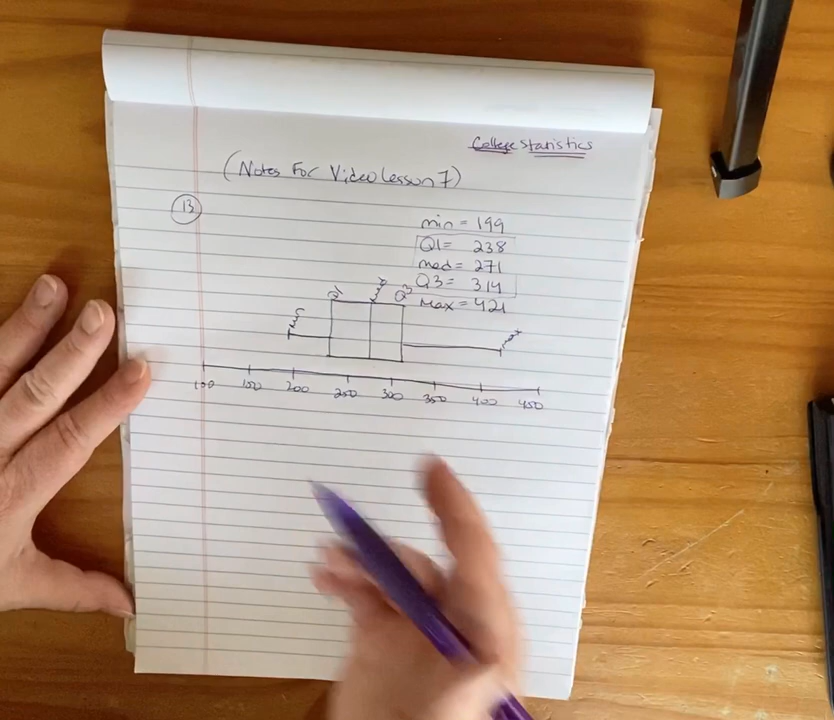 College Statistics
(Notes For Video Lesson 7)
13
min = 199
Q1 = 238
med = 271
Q3 = 314
Max = 421
min
Q1
med
Q3
max
100 150 200 250 300 350 400 450